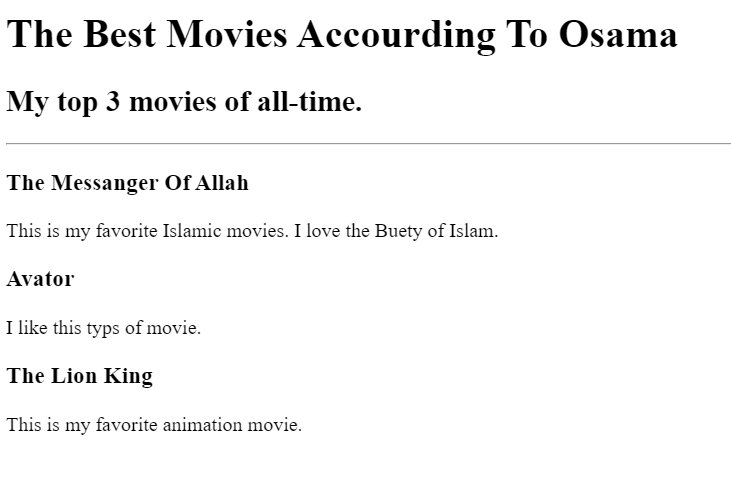 The Best Movies Accourding To Osama
My top 3 movies of all-time.
The Messanger Of Allah
This is my favorite Islamic movies. I love the Buety of Islam.
Avator
I like this typs of movie.
The Lion King
This is my favorite animation movie.